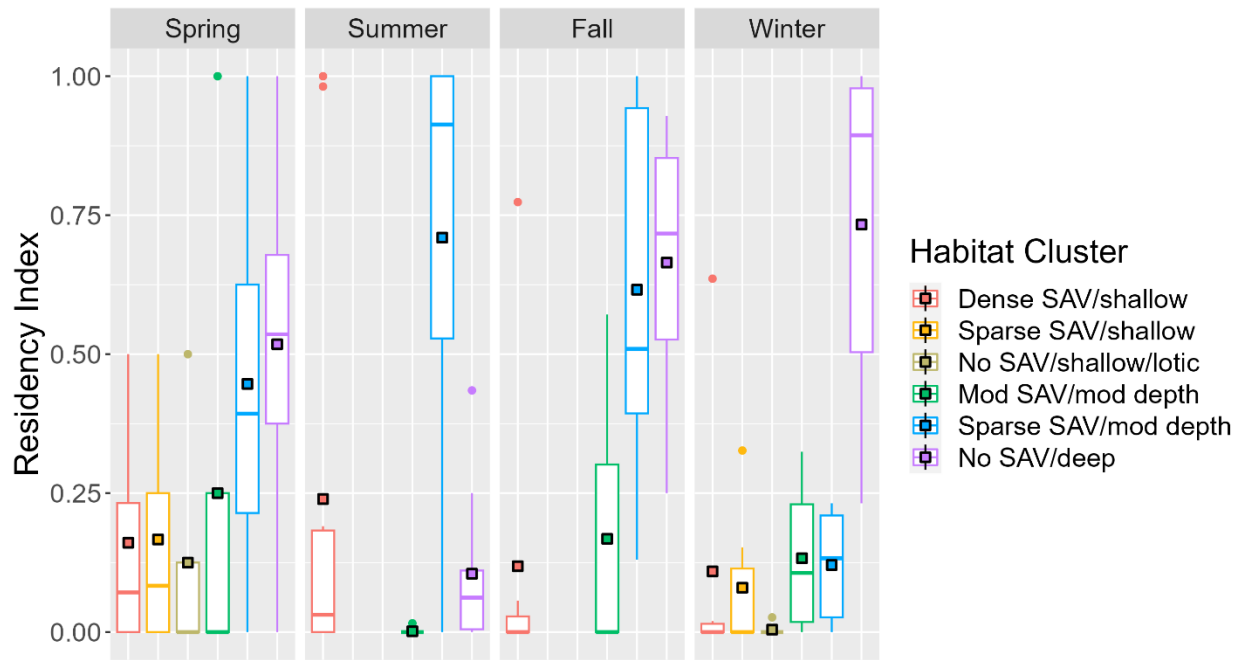 Spring Summer Fall Winter
1.00
0.75
0.50
0.25
0.00
Residency Index
Habitat Cluster
Dense SAV/shallow
Sparse SAV/shallow
No SAV/shallow/lotic
Mod SAV/mod depth
Sparse SAV/mod depth
No SAV/deep